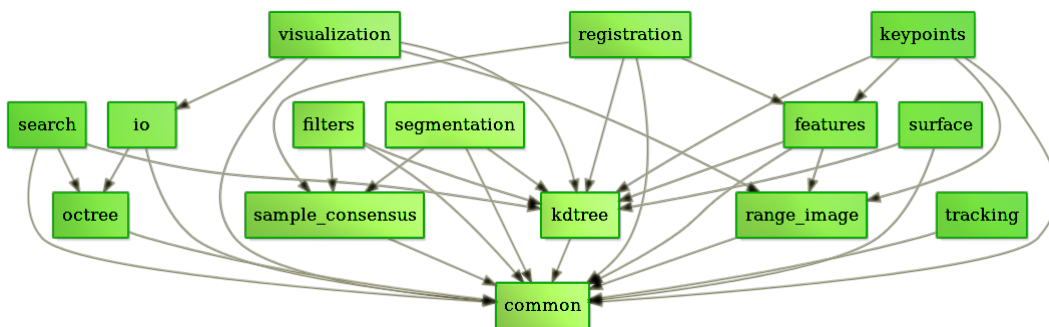 visualization
registration
keypoints
search
io
filters
segmentation
features
surface
octree
sample_consensus
kdtree
range_image
tracking
common